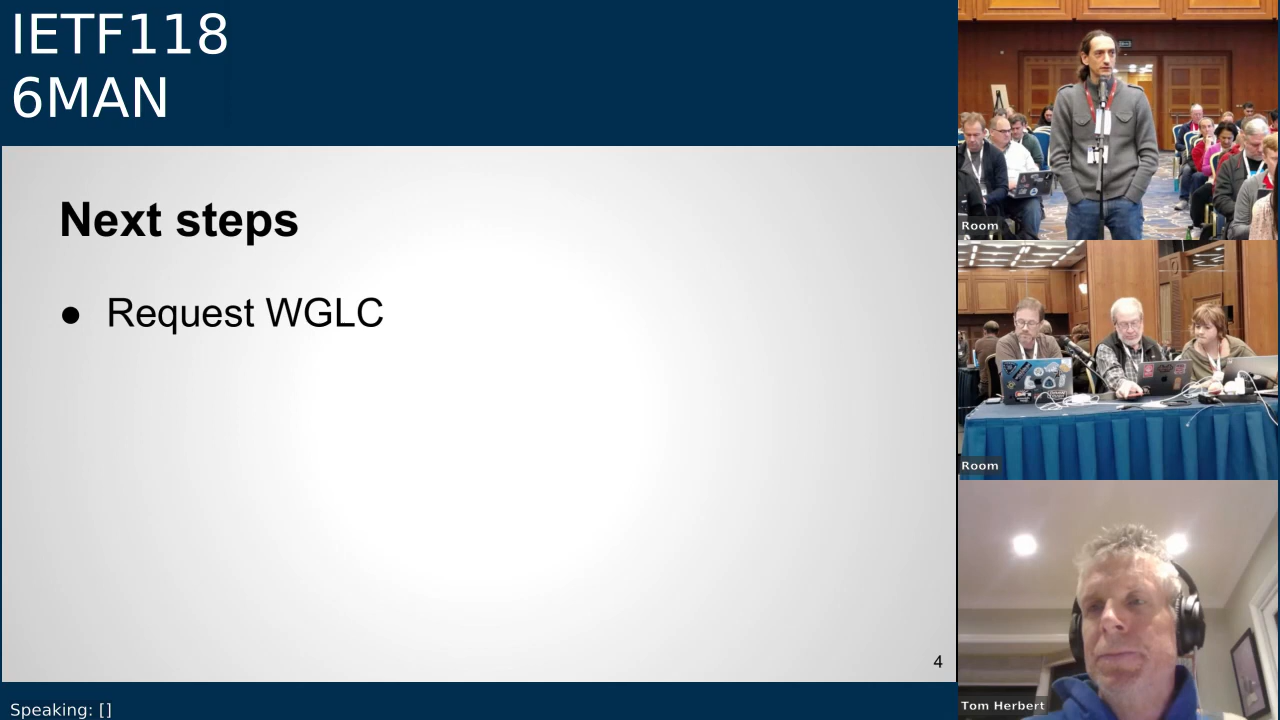 IETF118
6MAN
Next steps
● Request WGLC
4
Speaking: []
Room
Room
Tom Herbert